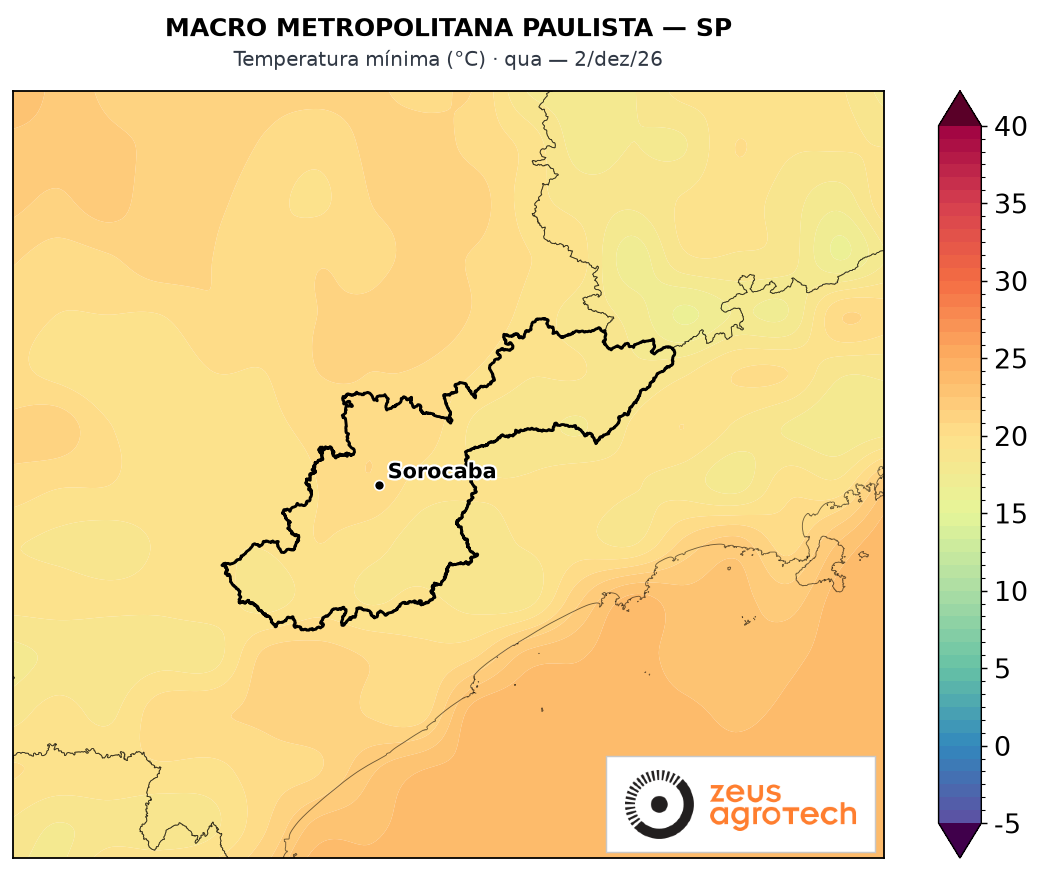 MACRO METROPOLITANA PAULISTA — SP
Temperatura mínima (°C) · qua — 2/dez/26
40
35
30
25
20
15
10
5
0
-5
Sorocaba
zeus
agrotech